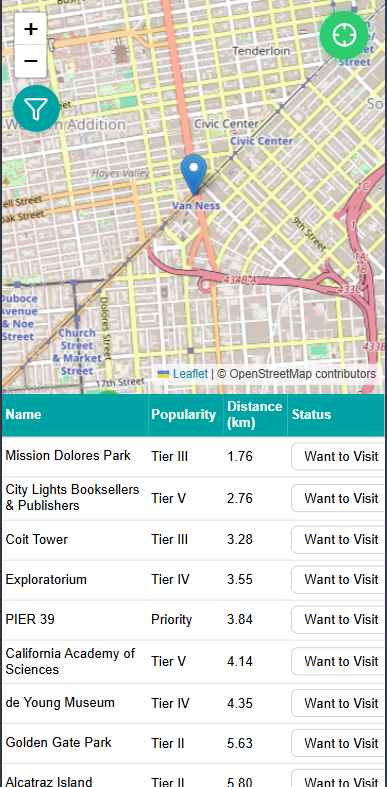 +
−
Tenderloin
Street
Western Addition
Civic Center
Civic Center
Hayes Valley
Van Ness
ell Street
Oak Street
9th Street
1C
1
1A
1B
434B-A
433C
433B
Duboce
Avenue
& Noe
Street
Church
Street
& Market
Street
Dolores Street
17th Street
Leaflet | © OpenStreetMap contributors
Name Popularity Distance (km) Status
Mission Dolores Park Tier III 1.76 Want to Visit
City Lights Booksellers
& Publishers Tier V 2.76 Want to Visit
Coit Tower Tier III 3.28 Want to Visit
Exploratorium Tier IV 3.55 Want to Visit
PIER 39 Priority 3.84 Want to Visit
California Academy of
Sciences Tier V 4.14 Want to Visit
de Young Museum Tier IV 4.35 Want to Visit
Golden Gate Park Tier II 5.63 Want to Visit
Alcatraz Island Tier II 5.80 Want to Visit